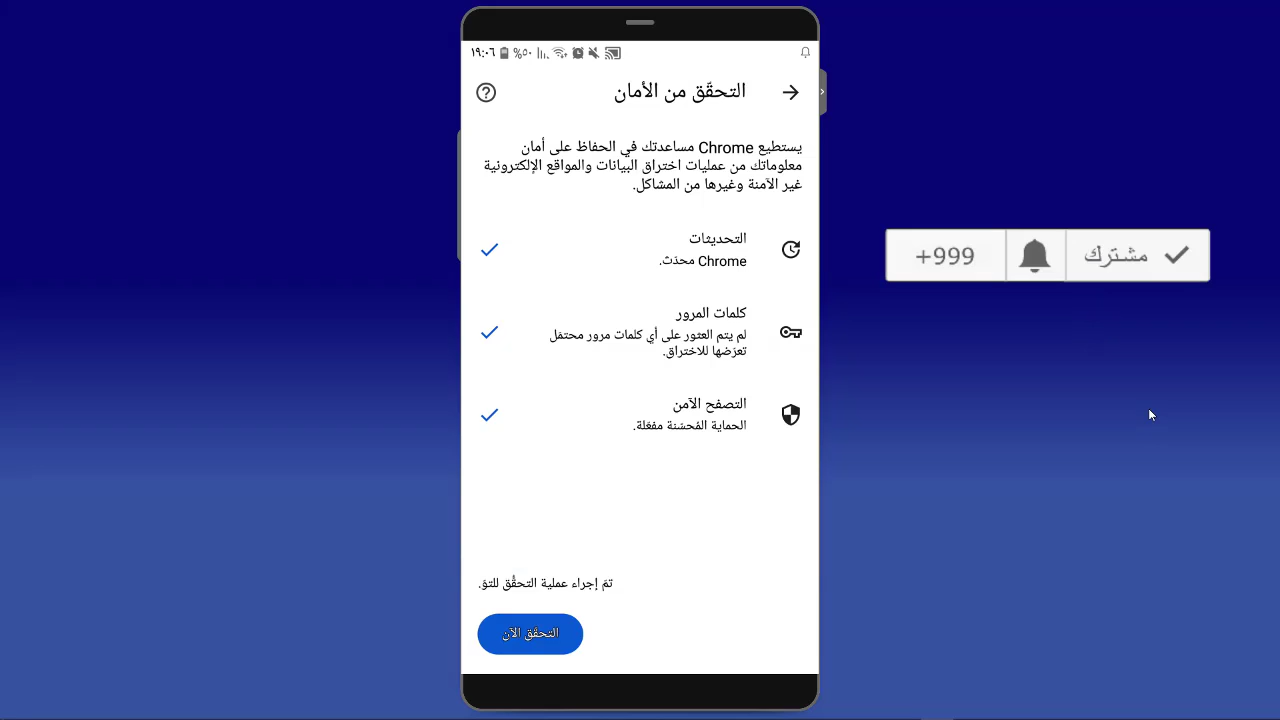 ١٩:٠٦ %٥٠
التحقّق من الأمان
يستطيع Chrome مساعدتك في الحفاظ على أمان
معلوماتك من عمليات اختراق البيانات والمواقع الإلكترونية
غير الآمنة وغيرها من المشاكل.
التحديثات
Chrome محدّث.
كلمات المرور
لم يتم العثور على أي كلمات مرور محتمَل
تعرّضها للاختراق.
التصفح الآمن
الحماية المُحسّنة مفعّلة.
تمّ إجراء عملية التحقُّق للتوّ.
التحقّق الآن
مشترك
+999